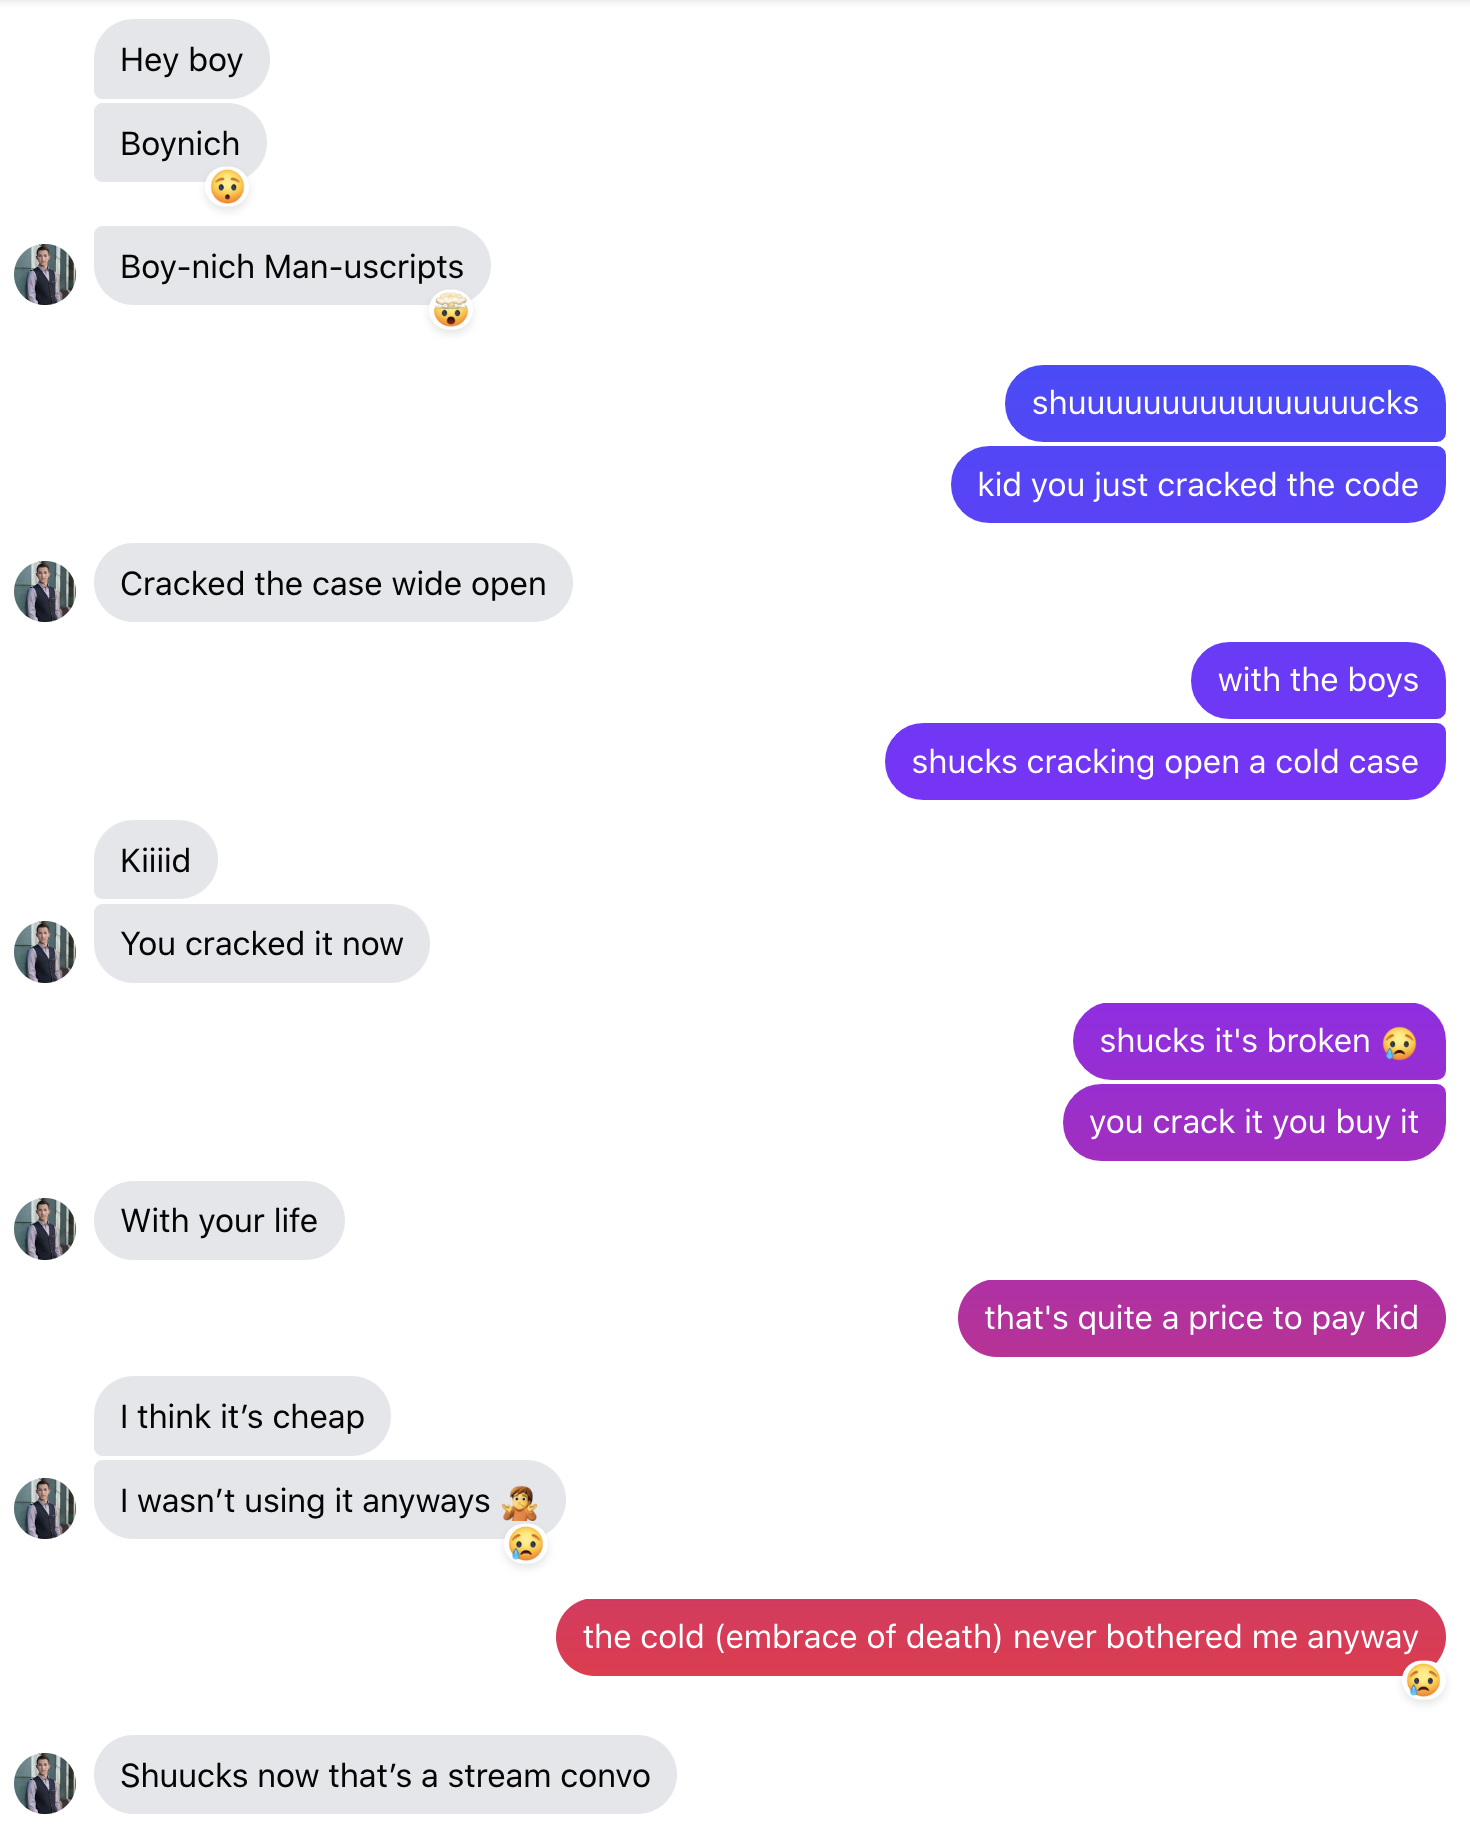 Hey boy
Boynich
Boy-nich Man-uscripts
shuuuuuuuuuuuuuuuucks
kid you just cracked the code
Cracked the case wide open
with the boys
shucks cracking open a cold case
Kiiiid
You cracked it now
shucks it's broken 😢
you crack it you buy it
With your life
that's quite a price to pay kid
I think it’s cheap
I wasn’t using it anyways 🤷
the cold (embrace of death) never bothered me anyway
Shuucks now that’s a stream convo